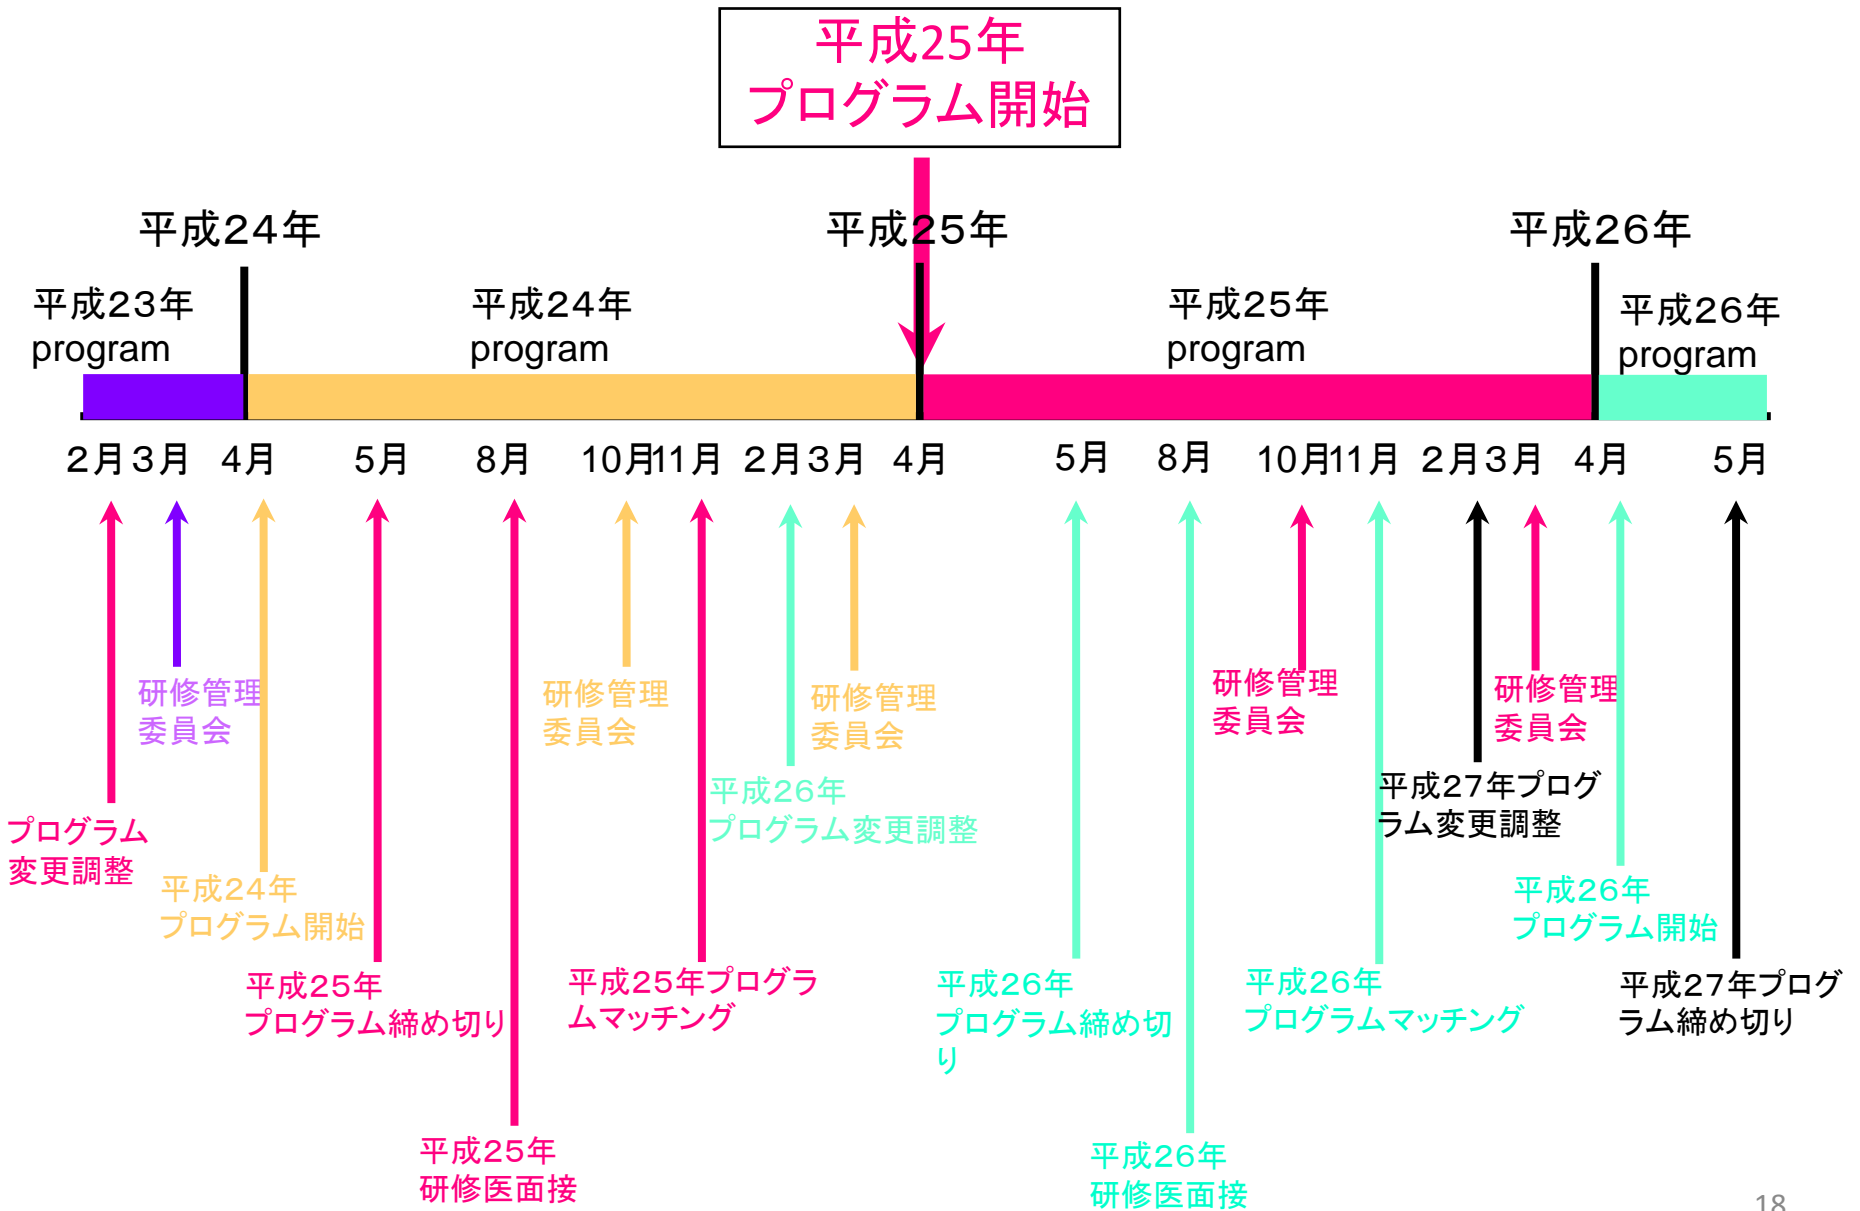 平成25年
プログラム開始
平成24年
平成25年
平成26年
平成23年
program
平成24年
program
平成25年
program
平成26年
program
2月
3月
4月
5月
8月
10月
11月
2月
3月
4月
5月
8月
10月
11月
2月
3月
4月
5月
研修管理
委員会
研修管理
委員会
研修管理
委員会
研修管理
委員会
研修管理
委員会
プログラム
変更調整
平成26年
プログラム変更調整
平成27年プログ
ラム変更調整
平成24年
プログラム開始
平成26年
プログラム開始
平成25年
プログラム締め切り
平成25年プログラ
ムマッチング
平成26年
プログラム締め切
り
平成26年
プログラムマッチング
平成27年プログ
ラム締め切り
平成25年
研修医面接
平成26年
研修医面接
18